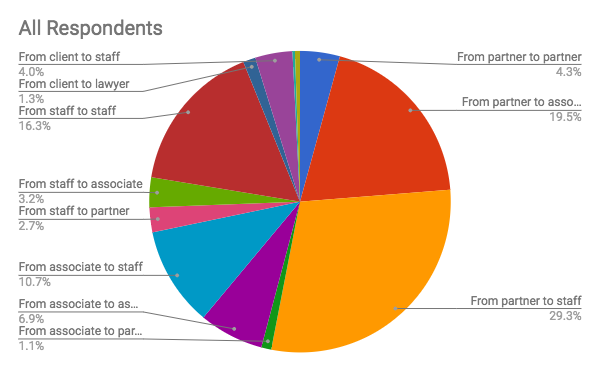 All Respondents
From client to staff
4.0%
From client to lawyer
1.3%
From staff to staff
16.3%
From staff to associate
3.2%
From staff to partner
2.7%
From associate to staff
10.7%
From associate to as…
6.9%
From associate to par…
1.1%
From partner to partner
4.3%
From partner to asso…
19.5%
From partner to staff
29.3%